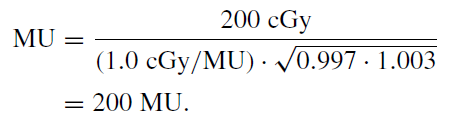 MU = 200 cGy / ((1.0 cGy/MU) · √(0.997 · 1.003))
= 200 MU.